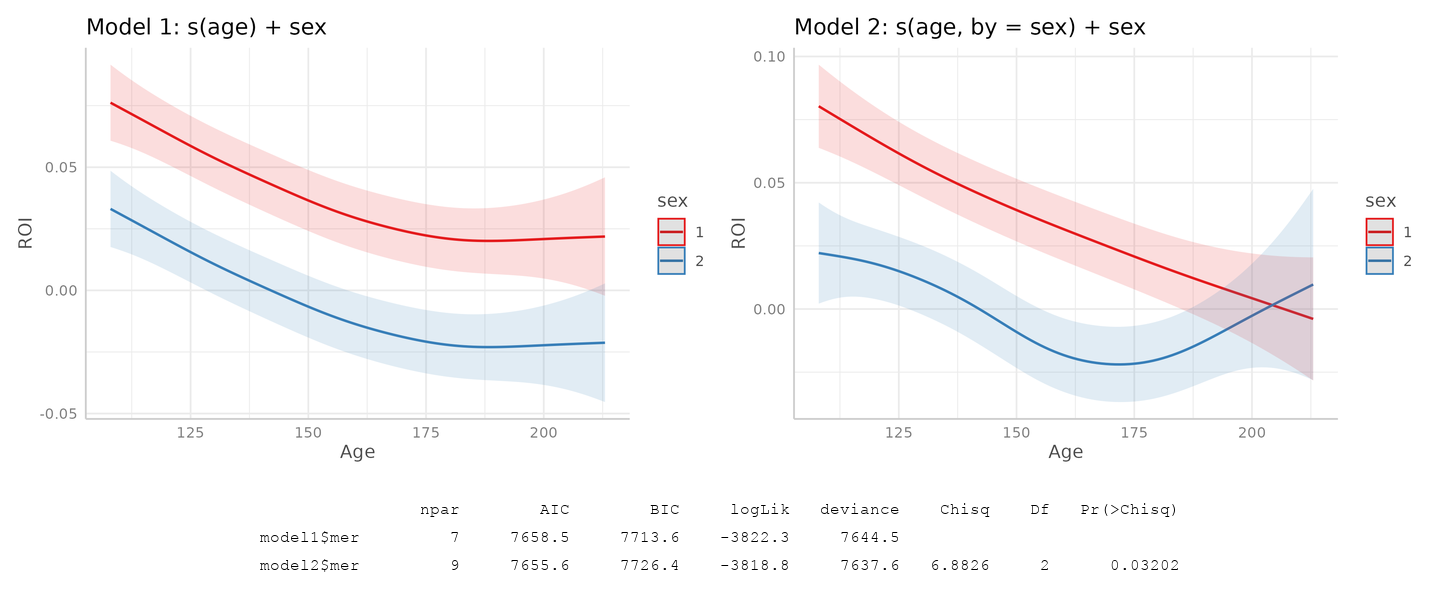 Model 1: s(age) + sex
0.05
0.00
-0.05
ROI
125 150 175 200
Age
sex
1
2
Model 2: s(age, by = sex) + sex
0.10
0.05
0.00
ROI
125 150 175 200
Age
sex
1
2
npar AIC BIC logLik deviance Chisq Df Pr(>Chisq)
model1$mer 7 7658.5 7713.6 -3822.3 7644.5
model2$mer 9 7655.6 7726.4 -3818.8 7637.6 6.8826 2 0.03202